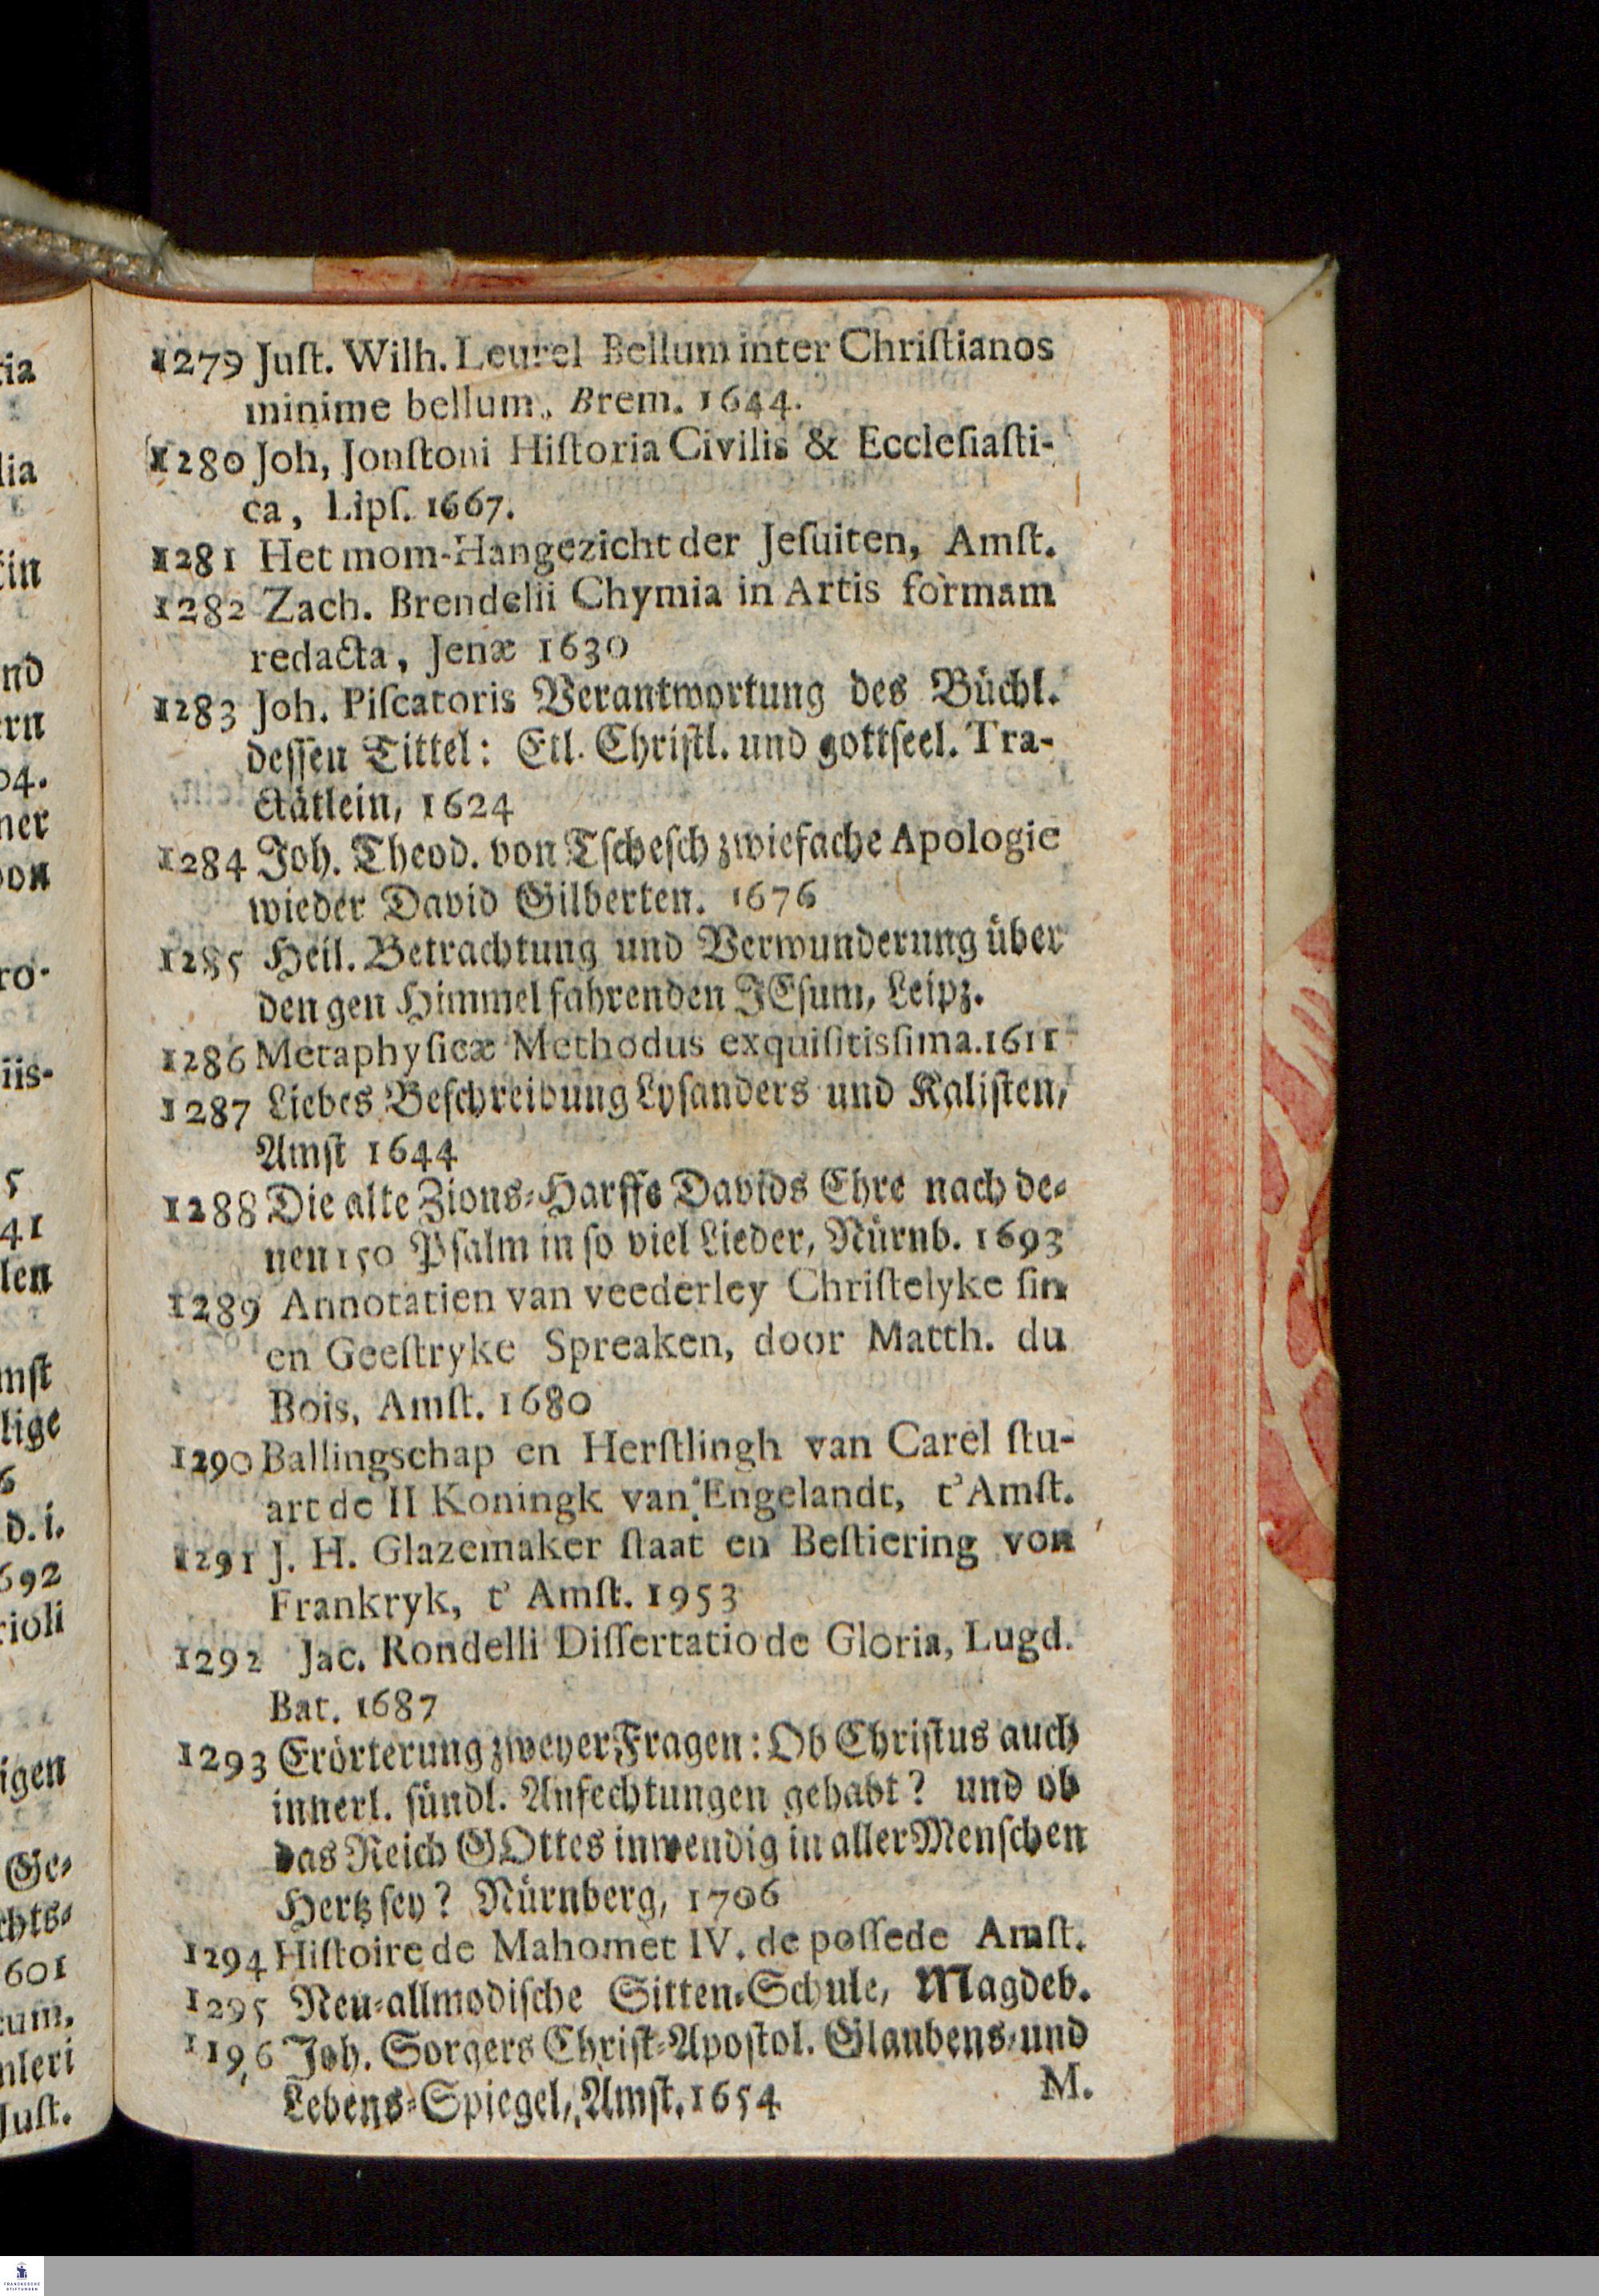 1279 Juſt. Wilh. Leurel Bellum inter Chriſtianos
minime bellum, Brem. 1644.
1280 Joh, Jonſtoni Hiſtoria Civilis & Eccleſiaſti-
ca, Lipſ. 1667.
1281 Het mom-Hangezicht der Jeſuiten, Amſt.
1282 Zach. Brendelii Chymia in Artis formam
redacta, Jenæ 1630
1283 Joh. Piſcatoris Verantwortung des Büchl.
deſſen Tittel: Etl. Chriſtl. und gottſeel. Tra-
ctätlein, 1624
1284 Joh. Theod. von Tſcheſch zwiefache Apologie
wieder David Gilberten. 1676
1285 Heil. Betrachtung und Verwunderung über
den gen Himmel fahrenden JEſum, Leipz.
1286 Metaphyſicæ Methodus exquiſitisſima. 1611
1287 Liebes Beſchreibung Lyſanders und Kaliſten,
Amſt 1644
1288 Die alte Zions-Harffe Davids Ehre nach de-
nen 150 Pſalm in ſo viel Lieder, Nürnb. 1693
1289 Annotatien van veederley Chriſtelyke ſin
en Geeſtryke Spreaken, door Matth. du
Bois, Amſt. 1680
1290 Ballingschap en Herſtlingh van Carel ſtu-
art de II Koningk van Engelandt, t'Amſt.
1291 J. H. Glazemaker ſtaat en Beſtiering von
Frankryk, t' Amſt. 1953
1292 Jac. Rondelli Diſſertatio de Gloria, Lugd.
Bat. 1687
1293 Erörterung zweyer Fragen: Ob Chriſtus auch
innerl. ſündl. Anfechtungen gehabt? und ob
das Reich GOttes inwendig in aller Menſchen
Hertz ſey? Nürnberg, 1706
1294 Hiſtoire de Mahomet IV. de poſſede Amſt.
1295 Neu-allmodiſche Sitten-Schule, Magdeb.
1196 Joh. Sorgers Chriſt-Apoſtol. Glaubens-und
Lebens-Spiegel, Amſt. 1654
M.